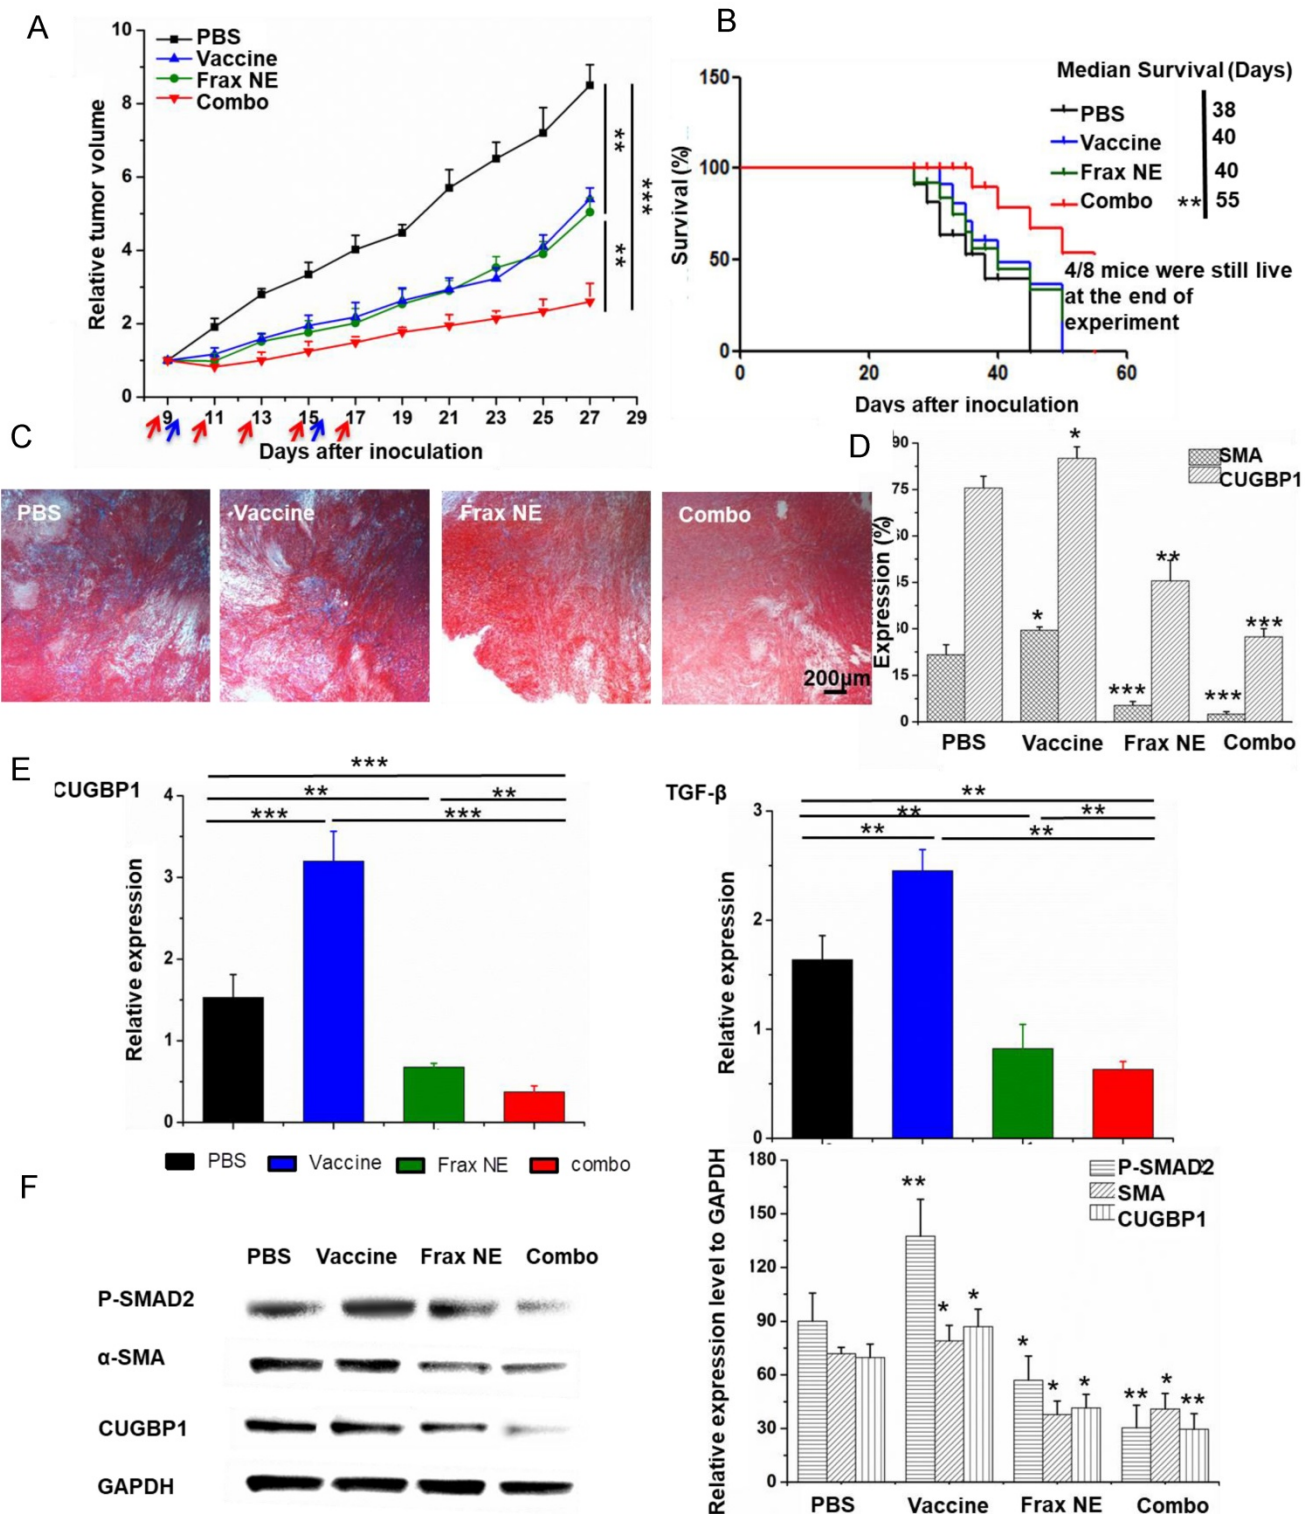 A
10
8
6
4
2
0
Relative tumor volume
PBS
Vaccine
Frax NE
Combo
**
***
**
9 11 13 15 17 19 21 23 25 27 29
Days after inoculation
B
150
100
50
0
Survival (%)
Median Survival (Days)
PBS 38
Vaccine 40
Frax NE 40
Combo ** 55
4/8 mice were still live
at the end of
experiment
0 20 40 60
Days after inoculation
C
PBS
Vaccine
Frax NE
Combo
200µm
D
90
75
60
45
30
15
0
Expression (%)
SMA
CUGBP1
* *
*** **
*** ***
PBS Vaccine Frax NE Combo
E
CUGBP1
4
3
2
1
0
Relative expression
***
** **
*** ***
TGF-β
3
2
1
0
Relative expression
**
** **
** **
PBS Vaccine Frax NE combo
F
PBS Vaccine Frax NE Combo
P-SMAD2
α-SMA
CUGBP1
GAPDH
180
150
120
90
60
30
0
Relative expression level to GAPDH
P-SMAD2
SMA
CUGBP1
** * *
* * *
** * **
PBS Vaccine Frax NE Combo